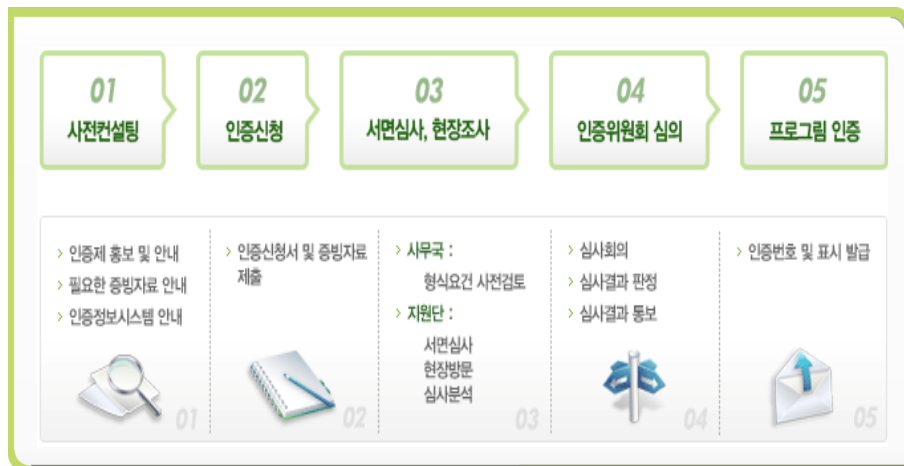 01
사전컨설팅
02
인증신청
03
서면심사, 현장조사
04
인증위원회 심의
05
프로그램 인증
> 인증제 홍보 및 안내
> 필요한 증빙자료 안내
> 인증정보시스템 안내
01
> 인증신청서 및 증빙자료
제출
02
> 사무국 :
형식요건 사전검토
> 지원단 :
서면심사
현장방문
심사분석
03
> 심사회의
> 심사결과 판정
> 심사결과 통보
04
> 인증번호 및 표시 발급
05